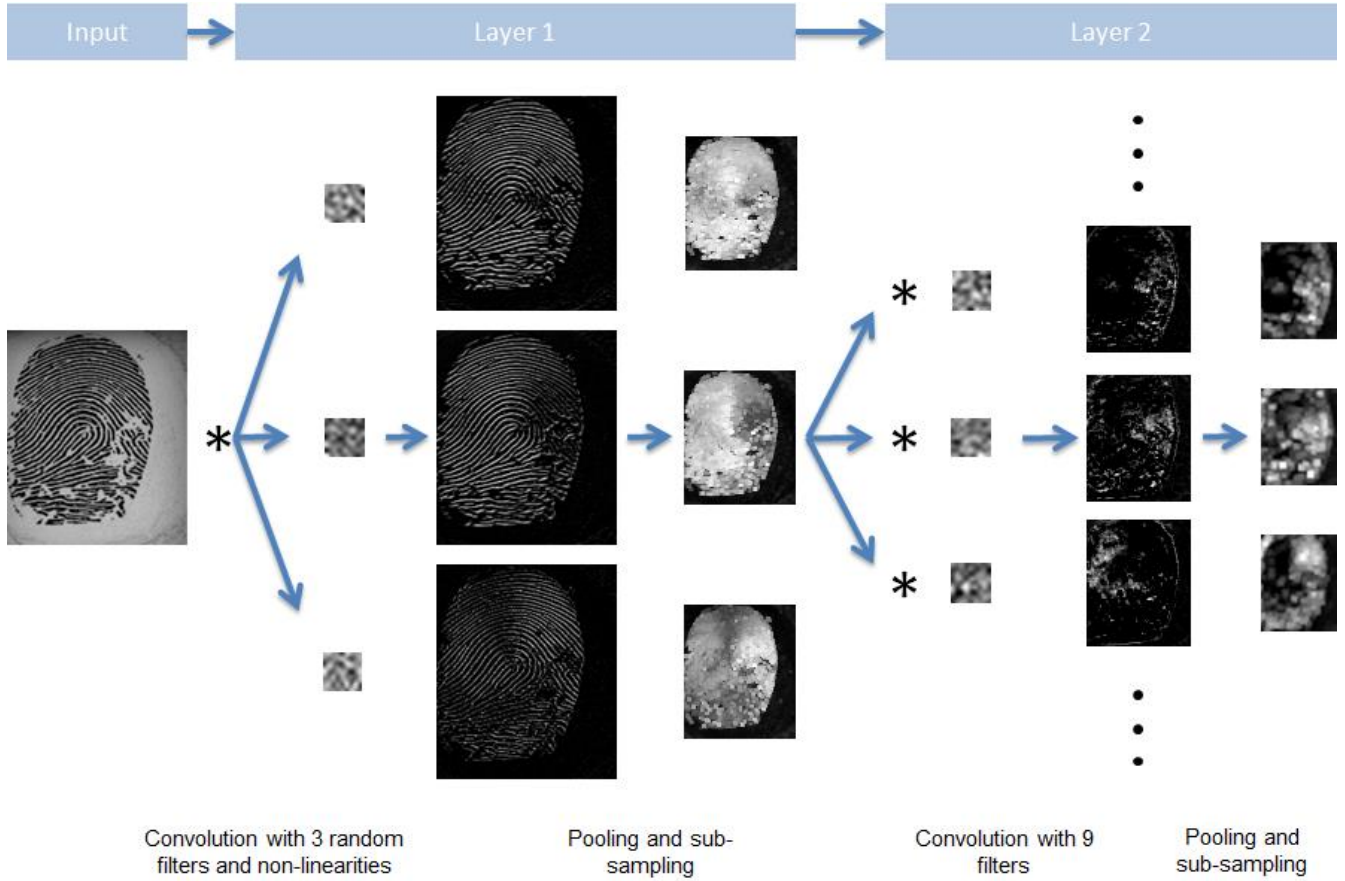 Input
Layer 1
Layer 2
*
*
*
*
Convolution with 3 random
filters and non-linearities
Pooling and sub-
sampling
Convolution with 9
filters
Pooling and
sub-sampling